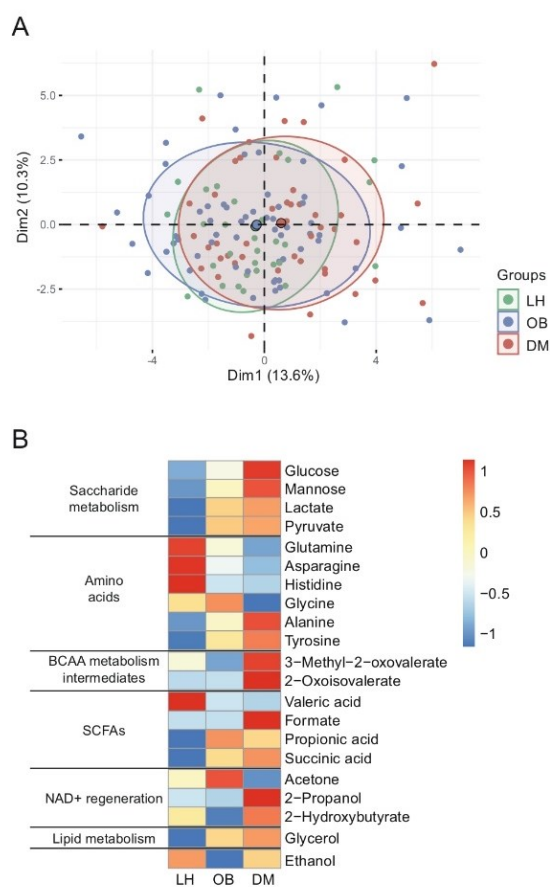 A
5.0
2.5
0.0
-2.5
Dim2 (10.3%)
-4
0
4
Dim1 (13.6%)
Groups
LH
OB
DM
B
Saccharide
metabolism
Glucose
Mannose
Lactate
Pyruvate
Amino
acids
Glutamine
Asparagine
Histidine
Glycine
Alanine
Tyrosine
BCAA metabolism
intermediates
3−Methyl−2−oxovalerate
2−Oxoisovalerate
SCFAs
Valeric acid
Formate
Propionic acid
Succinic acid
NAD+ regeneration
Acetone
2−Propanol
2−Hydroxybutyrate
Lipid metabolism
Glycerol
Ethanol
LH OB DM
1
0.5
0
−0.5
−1